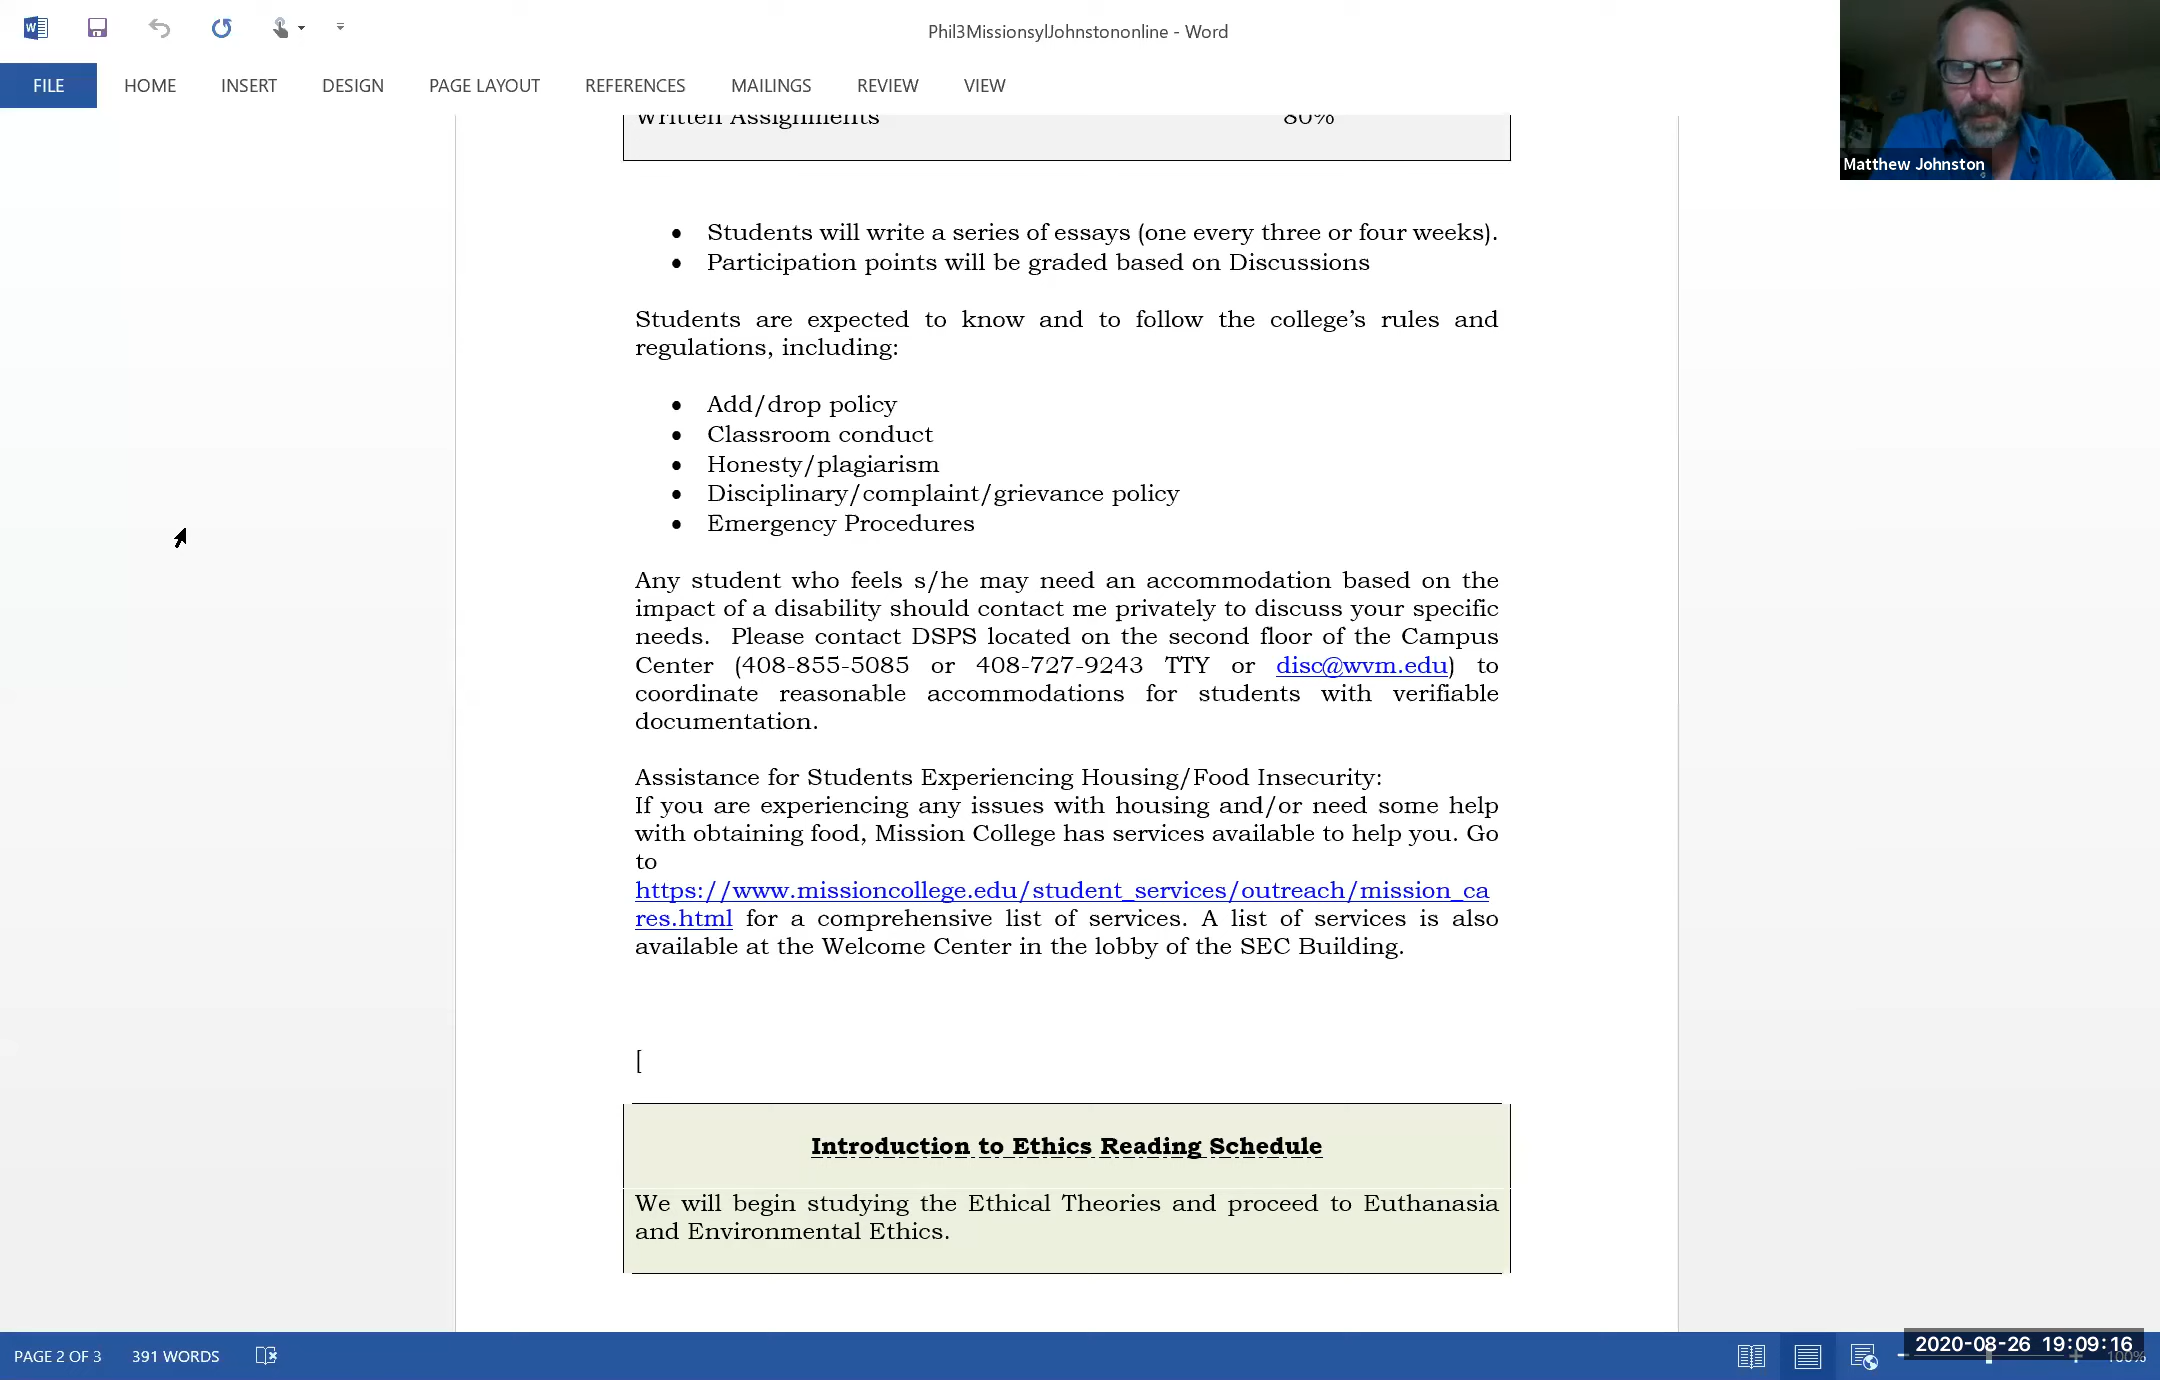 Phil3MissionsylJohnstononline - Word
FILE HOME INSERT DESIGN PAGE LAYOUT REFERENCES MAILINGS REVIEW VIEW
Matthew Johnston
Written Assignments 80%
• Students will write a series of essays (one every three or four weeks).
• Participation points will be graded based on Discussions
Students are expected to know and to follow the college’s rules and
regulations, including:
• Add/drop policy
• Classroom conduct
• Honesty/plagiarism
• Disciplinary/complaint/grievance policy
• Emergency Procedures
Any student who feels s/he may need an accommodation based on the
impact of a disability should contact me privately to discuss your specific
needs. Please contact DSPS located on the second floor of the Campus
Center (408-855-5085 or 408-727-9243 TTY or disc@wvm.edu) to
coordinate reasonable accommodations for students with verifiable
documentation.
Assistance for Students Experiencing Housing/Food Insecurity:
If you are experiencing any issues with housing and/or need some help
with obtaining food, Mission College has services available to help you. Go
to
https://www.missioncollege.edu/student_services/outreach/mission_ca
res.html for a comprehensive list of services. A list of services is also
available at the Welcome Center in the lobby of the SEC Building.
[
Introduction to Ethics Reading Schedule
We will begin studying the Ethical Theories and proceed to Euthanasia
and Environmental Ethics.
PAGE 2 OF 3 391 WORDS
2020-08-26 19:09:16
100%